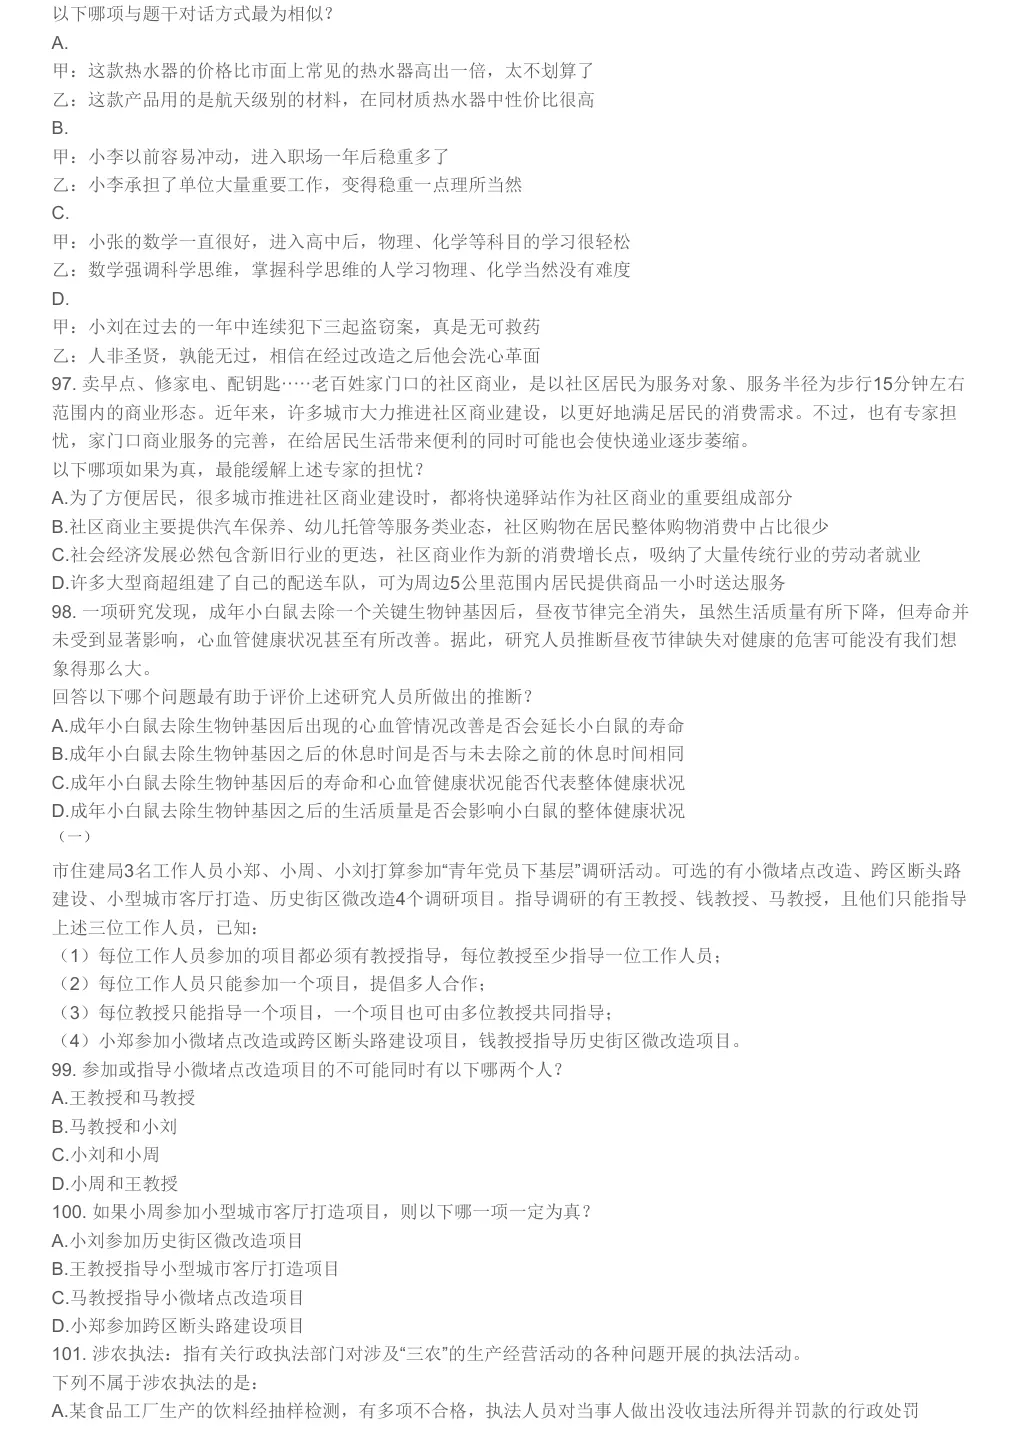 以下哪项与题干对话方式最为相似？
A.
甲：这款热水器的价格比市面上常见的热水器高出一倍，太不划算了
乙：这款产品用的是航天级别的材料，在同材质热水器中性价比很高
B.
甲：小李以前容易冲动，进入职场一年后稳重多了
乙：小李承担了单位大量重要工作，变得稳重一点理所当然
C.
甲：小张的数学一直很好，进入高中后，物理、化学等科目的学习很轻松
乙：数学强调科学思维，掌握科学思维的人学习物理、化学当然没有难度
D.
甲：小刘在过去的一年中连续犯下三起盗窃案，真是无可救药
乙：人非圣贤，孰能无过，相信在经过改造之后他会洗心革面
97. 卖早点、修家电、配钥匙·····老百姓家门口的社区商业，是以社区居民为服务对象、服务半径为步行15分钟左右
范围内的商业形态。近年来，许多城市大力推进社区商业建设，以更好地满足居民的消费需求。不过，也有专家担
忧，家门口商业服务的完善，在给居民生活带来便利的同时可能也会使快递业逐步萎缩。
以下哪项如果为真，最能缓解上述专家的担忧？
A.为了方便居民，很多城市推进社区商业建设时，都将快递驿站作为社区商业的重要组成部分
B.社区商业主要提供汽车保养、幼儿托管等服务类业态，社区购物在居民整体购物消费中占比很少
C.社会经济发展必然包含新旧行业的更迭，社区商业作为新的消费增长点，吸纳了大量传统行业的劳动者就业
D.许多大型商超组建了自己的配送车队，可为周边5公里范围内居民提供商品一小时送达服务
98. 一项研究发现，成年小白鼠去除一个关键生物钟基因后，昼夜节律完全消失，虽然生活质量有所下降，但寿命并
未受到显著影响，心血管健康状况甚至有所改善。据此，研究人员推断昼夜节律缺失对健康的危害可能没有我们想
象得那么大。
回答以下哪个问题最有助于评价上述研究人员所做出的推断？
A.成年小白鼠去除生物钟基因后出现的心血管情况改善是否会延长小白鼠的寿命
B.成年小白鼠去除生物钟基因之后的休息时间是否与未去除之前的休息时间相同
C.成年小白鼠去除生物钟基因后的寿命和心血管健康状况能否代表整体健康状况
D.成年小白鼠去除生物钟基因之后的生活质量是否会影响小白鼠的整体健康状况
（一）
市住建局3名工作人员小郑、小周、小刘打算参加“青年党员下基层”调研活动。可选的有小微堵点改造、跨区断头路
建设、小型城市客厅打造、历史街区微改造4个调研项目。指导调研的有王教授、钱教授、马教授，且他们只能指导
上述三位工作人员，已知：
（1）每位工作人员参加的项目都必须有教授指导，每位教授至少指导一位工作人员；
（2）每位工作人员只能参加一个项目，提倡多人合作；
（3）每位教授只能指导一个项目，一个项目也可由多位教授共同指导；
（4）小郑参加小微堵点改造或跨区断头路建设项目，钱教授指导历史街区微改造项目。
99. 参加或指导小微堵点改造项目的不可能同时有以下哪两个人？
A.王教授和马教授
B.马教授和小刘
C.小刘和小周
D.小周和王教授
100. 如果小周参加小型城市客厅打造项目，则以下哪一项一定为真？
A.小刘参加历史街区微改造项目
B.王教授指导小型城市客厅打造项目
C.马教授指导小微堵点改造项目
D.小郑参加跨区断头路建设项目
101. 涉农执法：指有关行政执法部门对涉及“三农”的生产经营活动的各种问题开展的执法活动。
下列不属于涉农执法的是：
A.某食品工厂生产的饮料经抽样检测，有多项不合格，执法人员对当事人做出没收违法所得并罚款的行政处罚